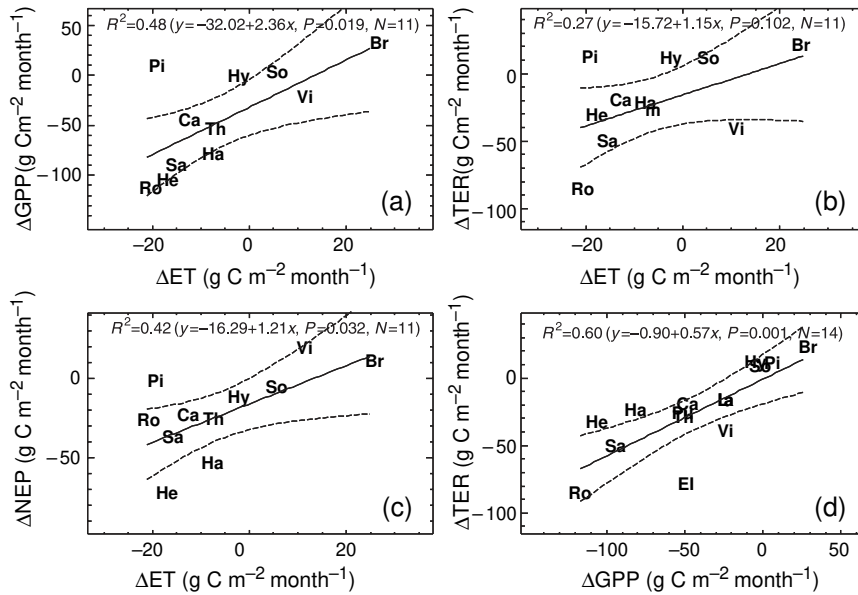 R²=0.48 (y=−32.02+2.36x, P=0.019, N=11)
50
0
−50
−100
ΔGPP (g Cm⁻² month⁻¹)
Pi
Hy
So
Br
Vi
Ca
Th
Ha
Sa
He
Ro
(a)
−20
0
20
ΔET (g C m⁻² month⁻¹)
R²=0.27 (y=−15.72+1.15x, P=0.102, N=11)
0
−50
−100
ΔTER(g Cm⁻² month⁻¹)
Pi
Hy
So
Br
Ca
Ha
He
Sa
Vi
Ro
(b)
−20
0
20
ΔET (g C m⁻² month⁻¹)
R²=0.42 (y=−16.29+1.21x, P=0.032, N=11)
0
−50
ΔNEP (g C m⁻² month⁻¹)
Pi
Vi
Br
So
Hy
Ro
Ca
Th
Sa
Ha
He
(c)
−20
0
20
ΔET (g C m⁻² month⁻¹)
R²=0.60 (y=−0.90+0.57x, P=0.001, N=14)
0
−50
−100
ΔTER (g C m⁻² month⁻¹)
Br
Hy
So
Pi
Ca
Ha
He
Th
Vi
Sa
El
Ro
(d)
−100
−50
0
50
ΔGPP (g C m⁻² month⁻¹)